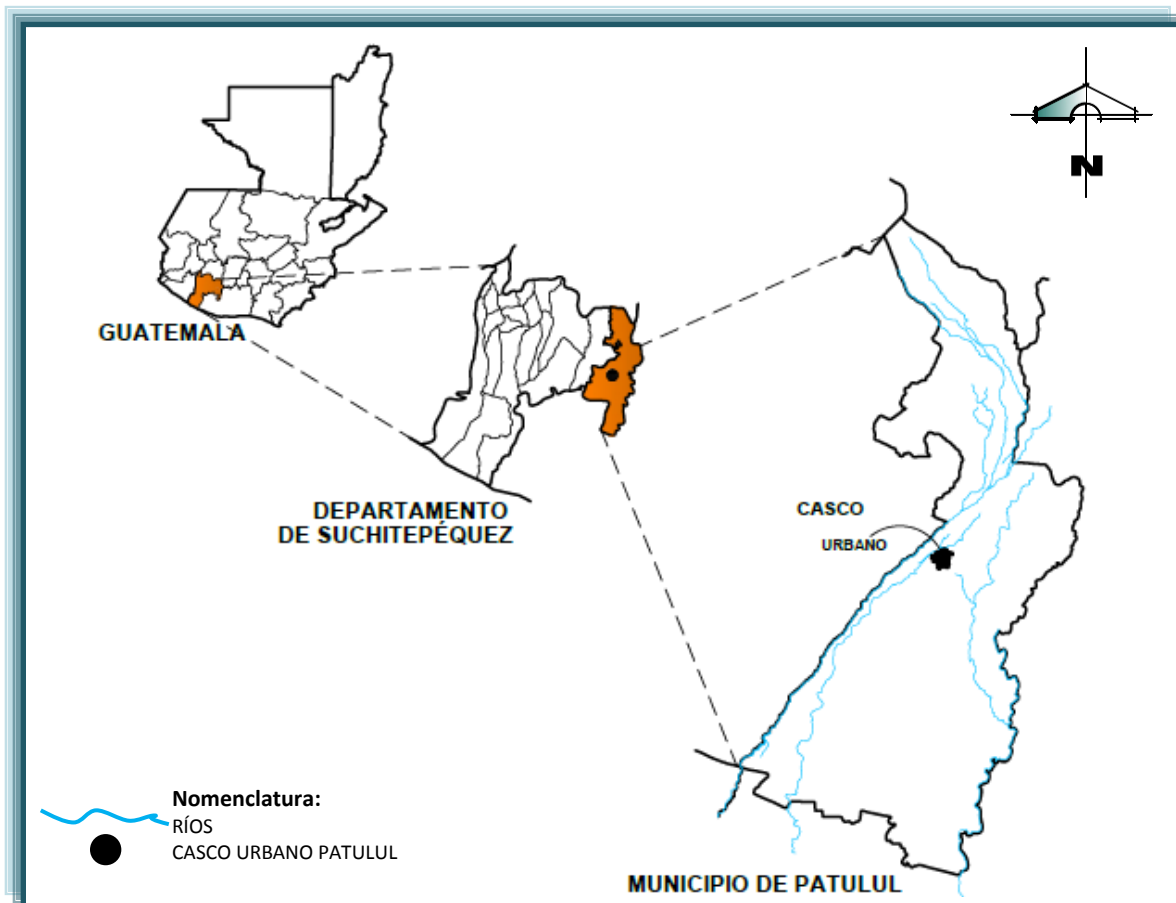 N
GUATEMALA
DEPARTAMENTO
DE SUCHITEPÉQUEZ
CASCO
URBANO
Nomenclatura:
RÍOS
CASCO URBANO PATULUL
MUNICIPIO DE PATULUL